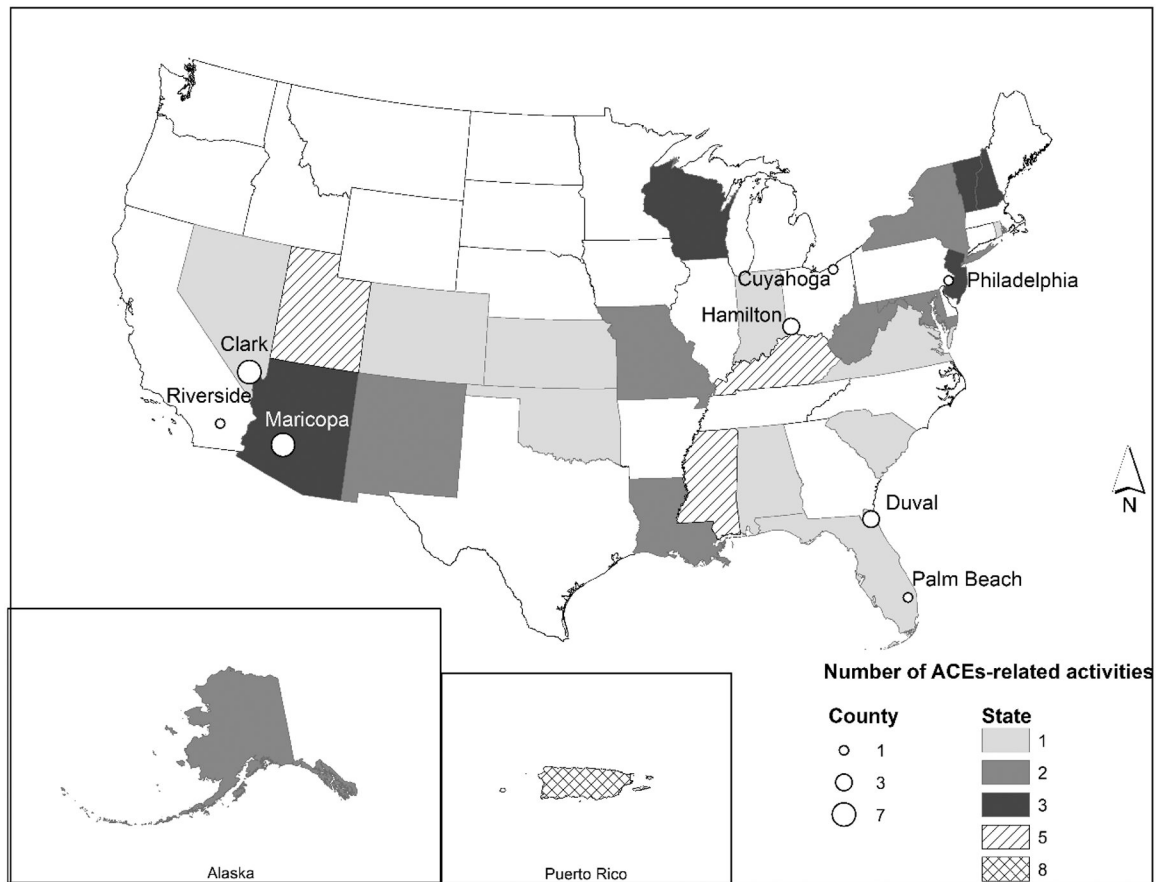 Cuyahoga
Philadelphia
Hamilton
Clark
Riverside
Maricopa
N
Duval
Palm Beach
Number of ACEs-related activities
County
1
3
7
State
1
2
3
5
8
Alaska
Puerto Rico